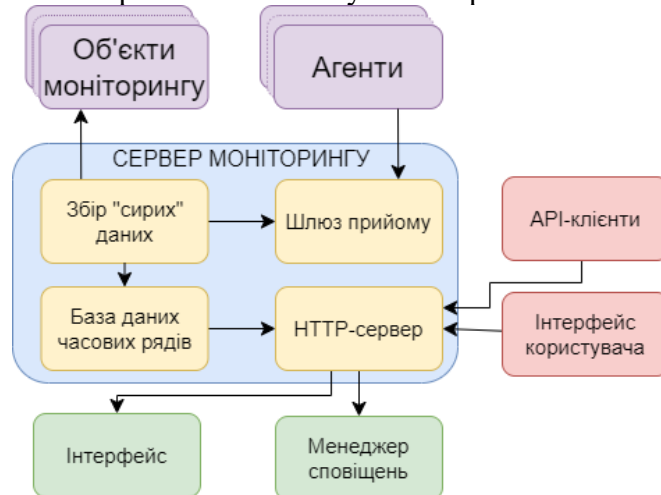 Об'єкти
моніторингу
Агенти
СЕРВЕР МОНІТОРИНГУ
Збір "сирих"
даних
Шлюз прийому
API-клієнти
База даних
часових рядів
HTTP-сервер
Інтерфейс
користувача
Інтерфейс
Менеджер
сповіщень